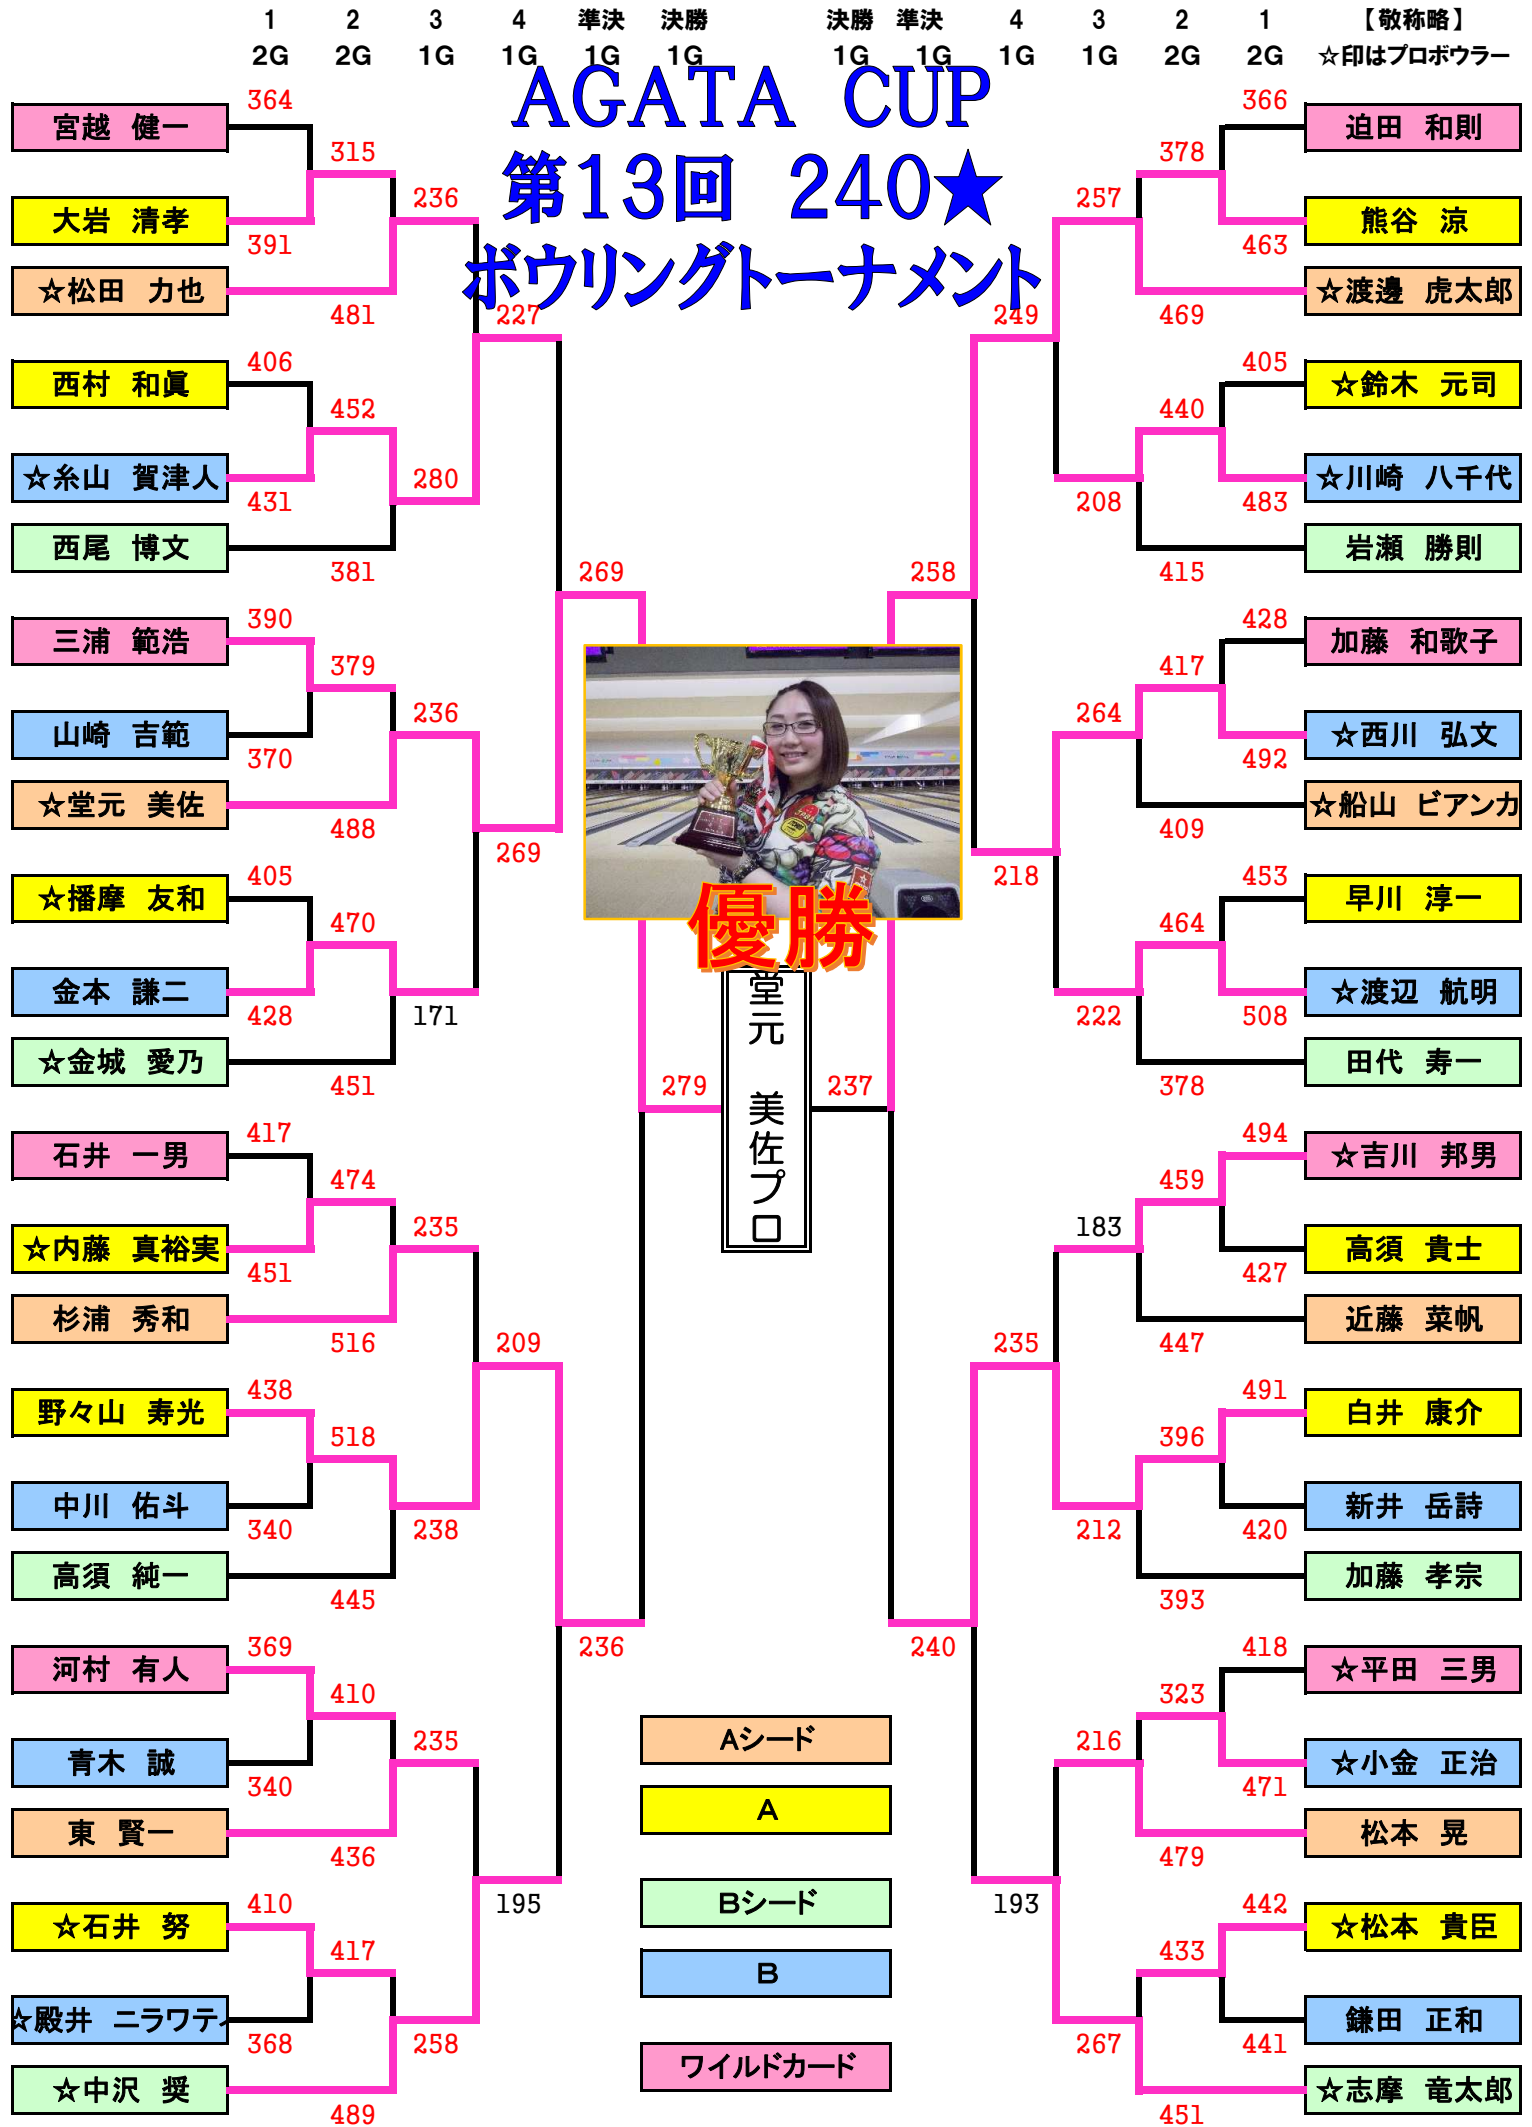 1 2 3 4 準決 決勝 決勝 準決 4 3 2 1 【敬称略】
2G 2G 1G 1G 1G 1G 1G 1G 1G 1G 2G 2G ☆印はプロボウラー
AGATA CUP
第13回 240★
ボウリングトーナメント
364 366
宮越 健一 迫田 和則
315 378
236 257
大岩 清孝 熊谷 涼
391 463
☆松田 力也 ☆渡邊 虎太郎
481 227 249 469
406 405
西村 和眞 ☆鈴木 元司
452 440
☆糸山 賀津人 280 ☆川崎 八千代
431 208 483
西尾 博文 岩瀬 勝則
381 269 258 415
390 428
三浦 範浩 加藤 和歌子
379 417
236 264
山崎 吉範 ☆西川 弘文
370 492
☆堂元 美佐 ☆船山 ビアンカ
488 409
269 218
405 453
☆播摩 友和 早川 淳一
470 464
優勝
金本 謙二 ☆渡辺 航明
428 171 222 508
☆金城 愛乃 田代 寿一
451 279 237 378
堂元 美佐プロ
417 494
石井 一男 ☆吉川 邦男
474 459
235 183
☆内藤 真裕実 高須 貴士
451 427
杉浦 秀和 近藤 菜帆
516 209 235 447
438 491
野々山 寿光 白井 康介
518 396
中川 佑斗 新井 岳詩
340 238 212 420
高須 純一 加藤 孝宗
445 393
369 236 240 418
河村 有人 ☆平田 三男
410 323
Aシード
235 216
青木 誠 ☆小金 正治
340 471
A
東 賢一 松本 晃
436 479
410 195 Bシード 193 442
☆石井 努 ☆松本 貴臣
417 433
B
☆殿井 ニラワティ 鎌田 正和
368 258 267 441
ワイルドカード
☆中沢 奨 ☆志摩 竜太郎
489 451